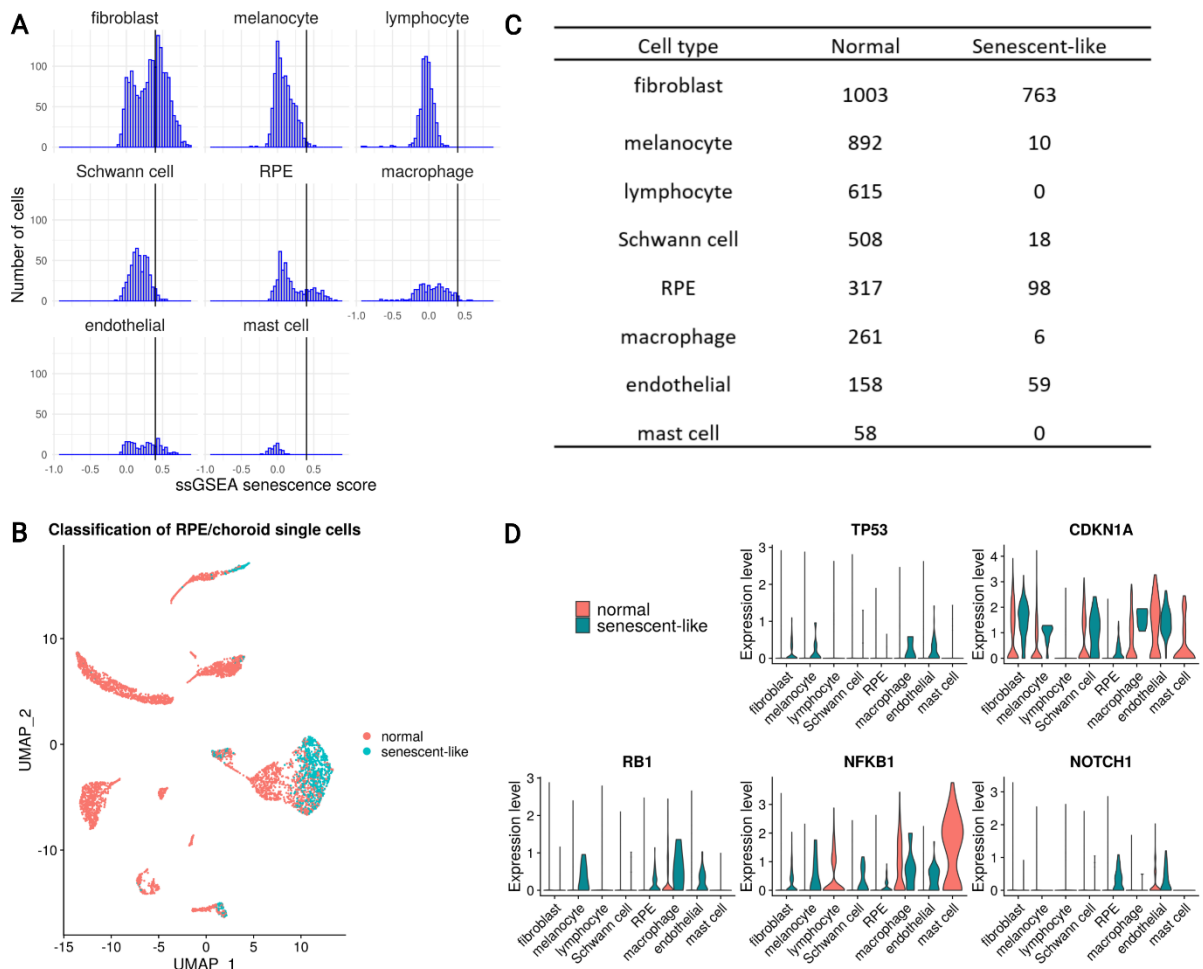 A
fibroblast melanocyte lymphocyte
100
50
0
Schwann cell RPE macrophage
100
50
0
-1.0 -0.5 0.0 0.5
endothelial mast cell
100
50
0
-1.0 -0.5 0.0 0.5 -1.0 -0.5 0.0 0.5
Number of cells
ssGSEA senescence score
C
Cell type Normal Senescent-like
fibroblast 1003 763
melanocyte 892 10
lymphocyte 615 0
Schwann cell 508 18
RPE 317 98
macrophage 261 6
endothelial 158 59
mast cell 58 0
B
Classification of RPE/choroid single cells
10
0
-10
UMAP_2
-15 -10 -5 0 5 10
UMAP_1
normal
senescent-like
D
normal
senescent-like
TP53
Expression level
3
2
1
0
fibroblast melanocyte lymphocyte Schwann cell RPE macrophage endothelial mast cell
CDKN1A
Expression level
4
3
2
1
0
fibroblast melanocyte lymphocyte Schwann cell RPE macrophage endothelial mast cell
RB1
Expression level
3
2
1
0
fibroblast melanocyte lymphocyte Schwann cell RPE macrophage endothelial mast cell
NFKB1
Expression level
3
2
1
0
fibroblast melanocyte lymphocyte Schwann cell RPE macrophage endothelial mast cell
NOTCH1
Expression level
3
2
1
0
fibroblast melanocyte lymphocyte Schwann cell RPE macrophage endothelial mast cell